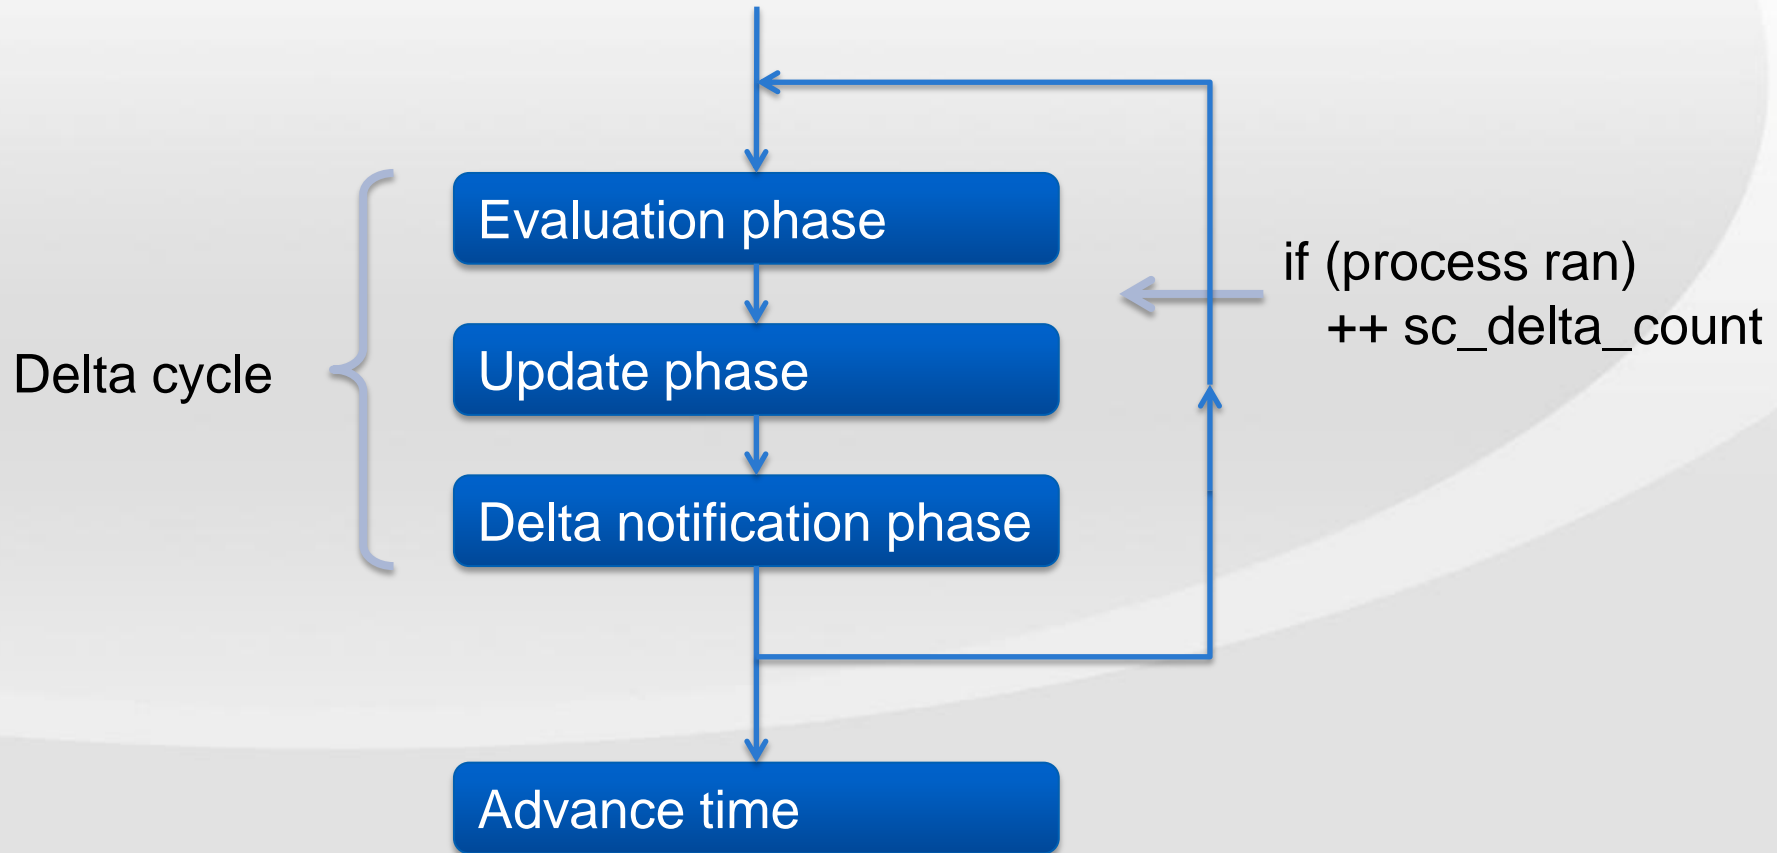 Evaluation phase
if (process ran)
++ sc_delta_count
Delta cycle
Update phase
Delta notification phase
Advance time